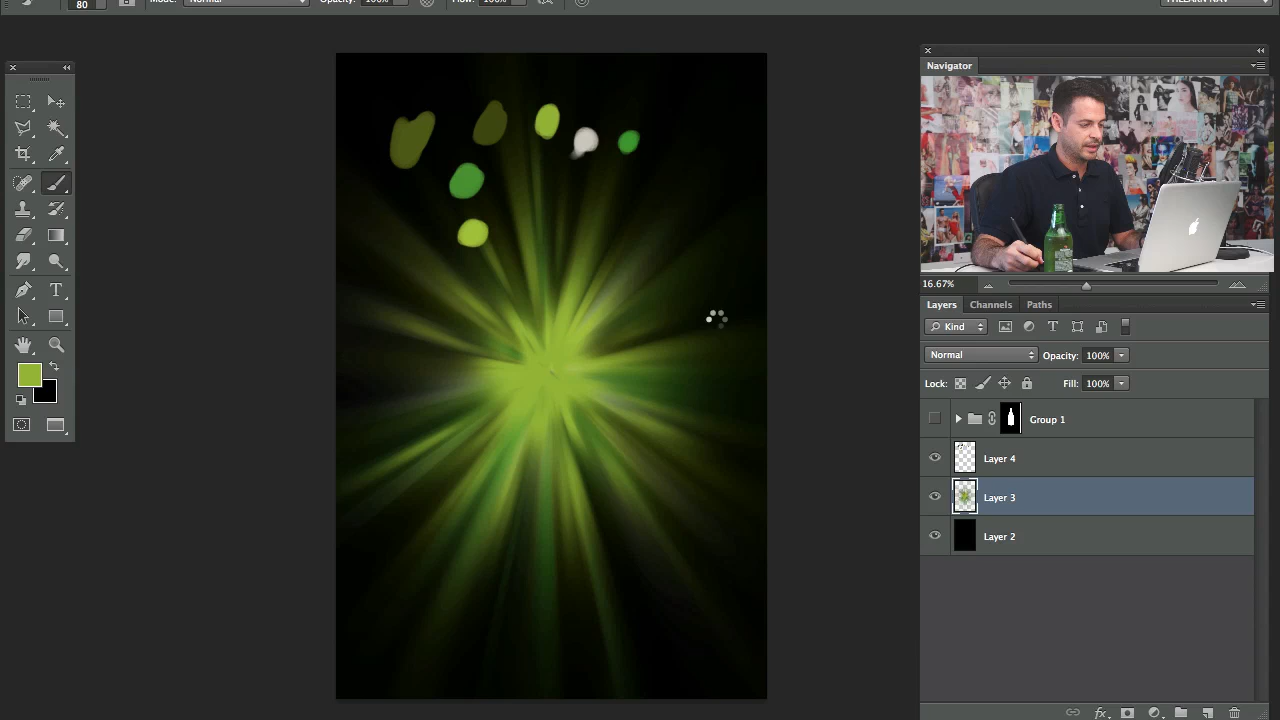 80
Mode: Normal
Opacity: 100%
Flow: 100%
Navigator
16.67%
Layers
Channels
Paths
Kind
Normal
Opacity: 100%
Lock:
Fill: 100%
Group 1
Layer 4
Layer 3
Layer 2